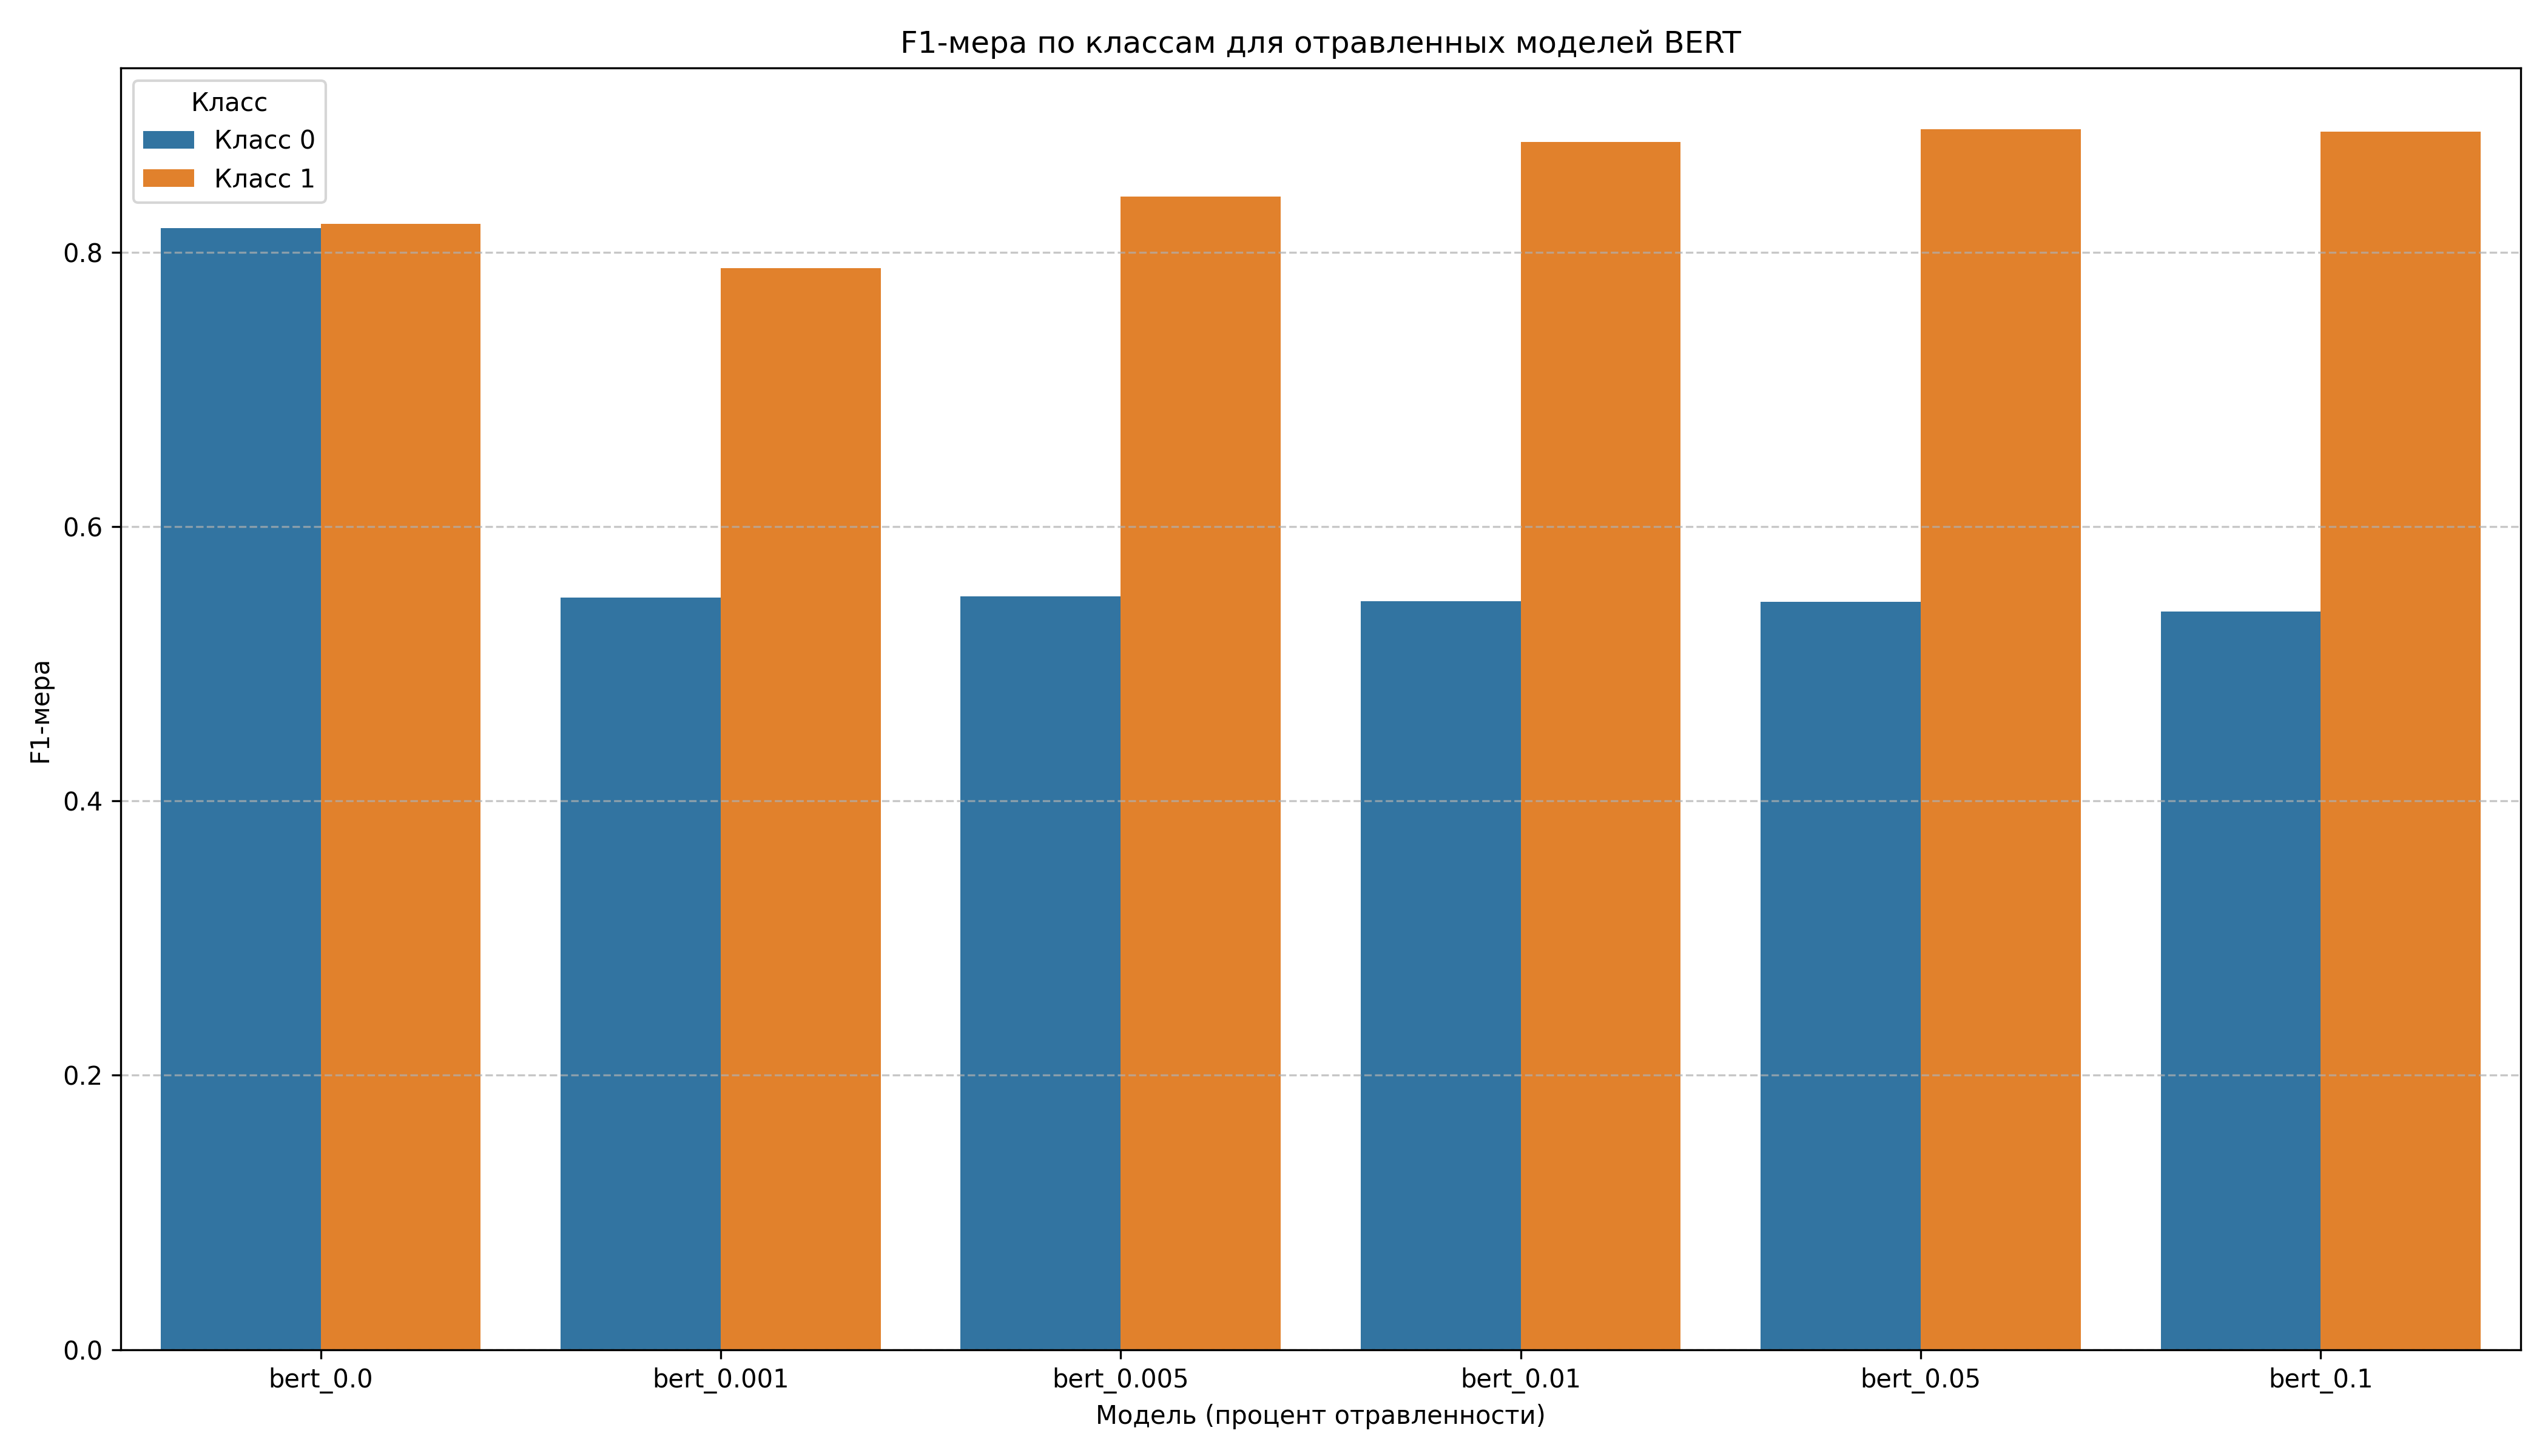 F1-мера по классам для отравленных моделей BERT
Класс
Класс 0
Класс 1
F1-мера
0.8
0.6
0.4
0.2
0.0
bert_0.0
bert_0.001
bert_0.005
bert_0.01
bert_0.05
bert_0.1
Модель (процент отравленности)